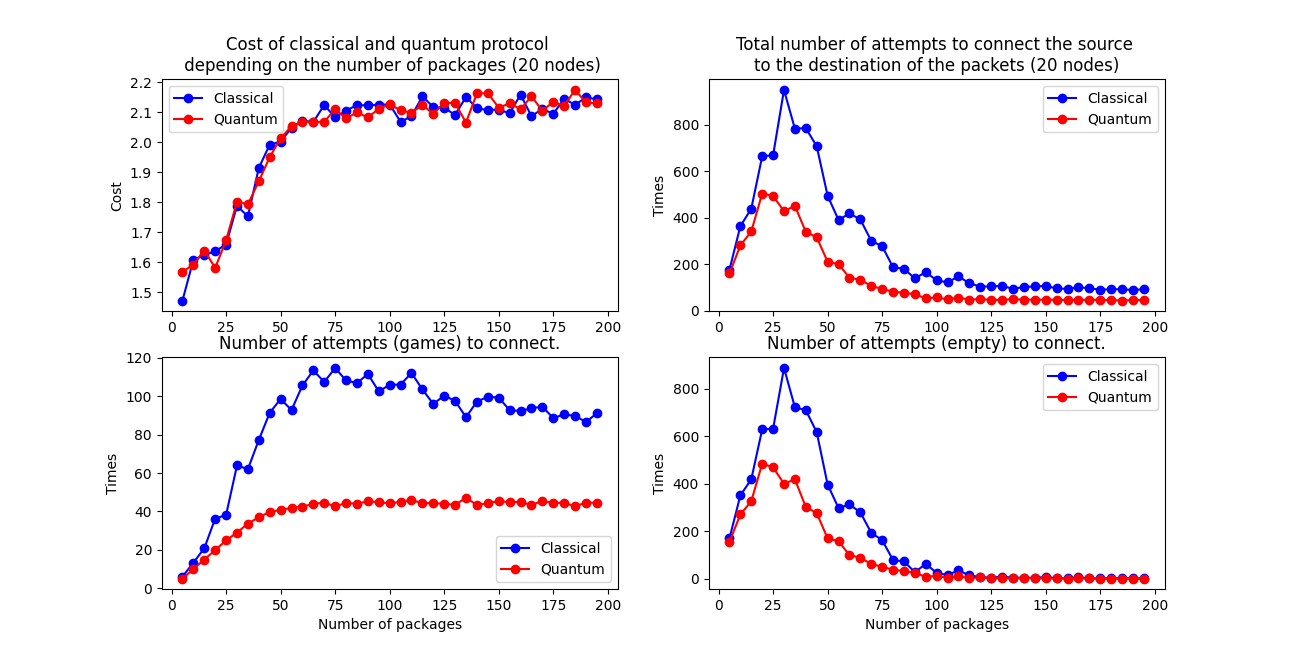 Cost of classical and quantum protocol
depending on the number of packages (20 nodes)
2.2
2.1
2.0
1.9
1.8
1.7
1.6
1.5
Cost
Classical
Quantum
0 25 50 75 100 125 150 175 200
Total number of attempts to connect the source
to the destination of the packets (20 nodes)
800
600
400
200
0
Times
Classical
Quantum
0 25 50 75 100 125 150 175 200
Number of attempts (games) to connect.
120
100
80
60
40
20
0
Times
Classical
Quantum
0 25 50 75 100 125 150 175 200
Number of packages
Number of attempts (empty) to connect.
800
600
400
200
0
Times
Classical
Quantum
0 25 50 75 100 125 150 175 200
Number of packages